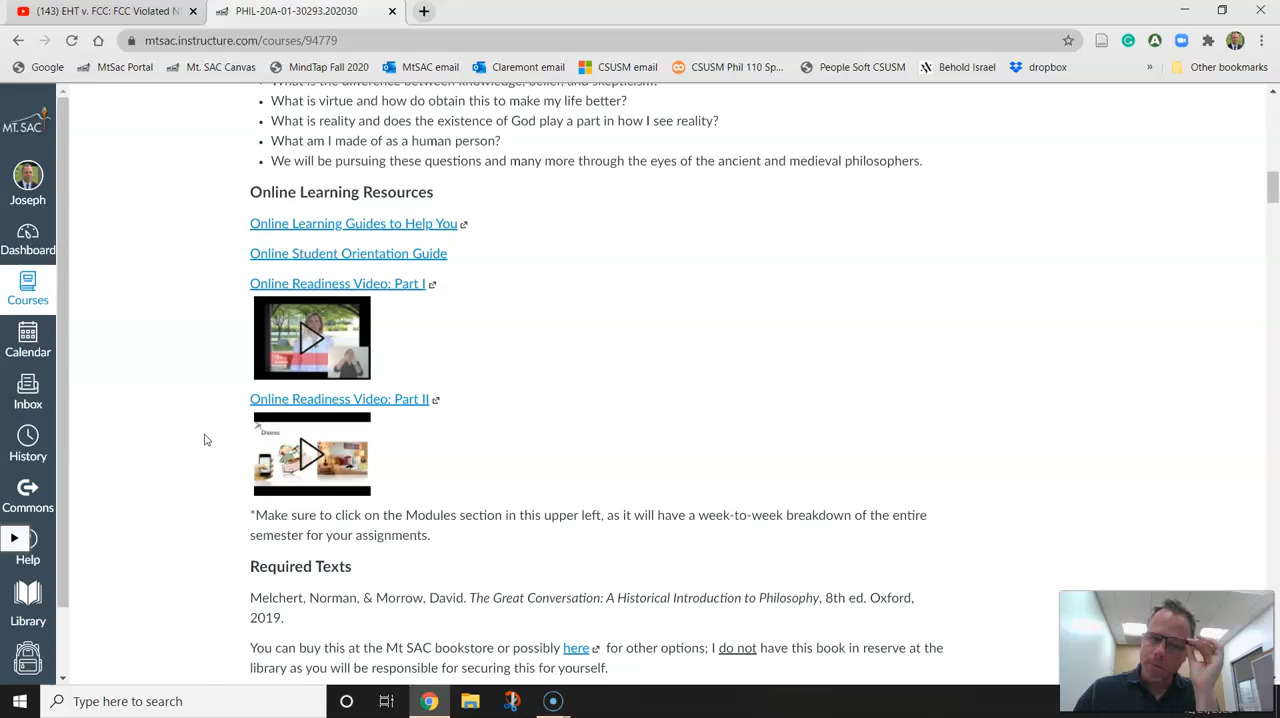 (143) EHT v. FCC: FCC Violated N
PHIL-20A-01-30293.202030
mtsac.instructure.com/courses/94779
Google
MtSac Portal
Mt. SAC Canvas
MindTap Fall 2020
MtSAC email
Claremont email
CSUSM email
CSUSM Phil 110 Sp...
People Soft CSUSM
Behold Israel
dropbox
»
Other bookmarks
MT. SAC
Joseph
Dashboard
Courses
Calendar
Inbox
History
Commons
Help
Library
What is the difference between knowledge, belief, and skepticism?
• What is virtue and how do obtain this to make my life better?
• What is reality and does the existence of God play a part in how I see reality?
• What am I made of as a human person?
• We will be pursuing these questions and many more through the eyes of the ancient and medieval philosophers.
Online Learning Resources
Online Learning Guides to Help You
Online Student Orientation Guide
Online Readiness Video: Part I
Online Readiness Video: Part II
*Make sure to click on the Modules section in this upper left, as it will have a week-to-week breakdown of the entire
semester for your assignments.
Required Texts
Melchert, Norman, & Morrow, David. The Great Conversation: A Historical Introduction to Philosophy, 8th ed. Oxford,
2019.
You can buy this at the Mt SAC bookstore or possibly here for other options; I do not have this book in reserve at the
library as you will be responsible for securing this for yourself.
Type here to search